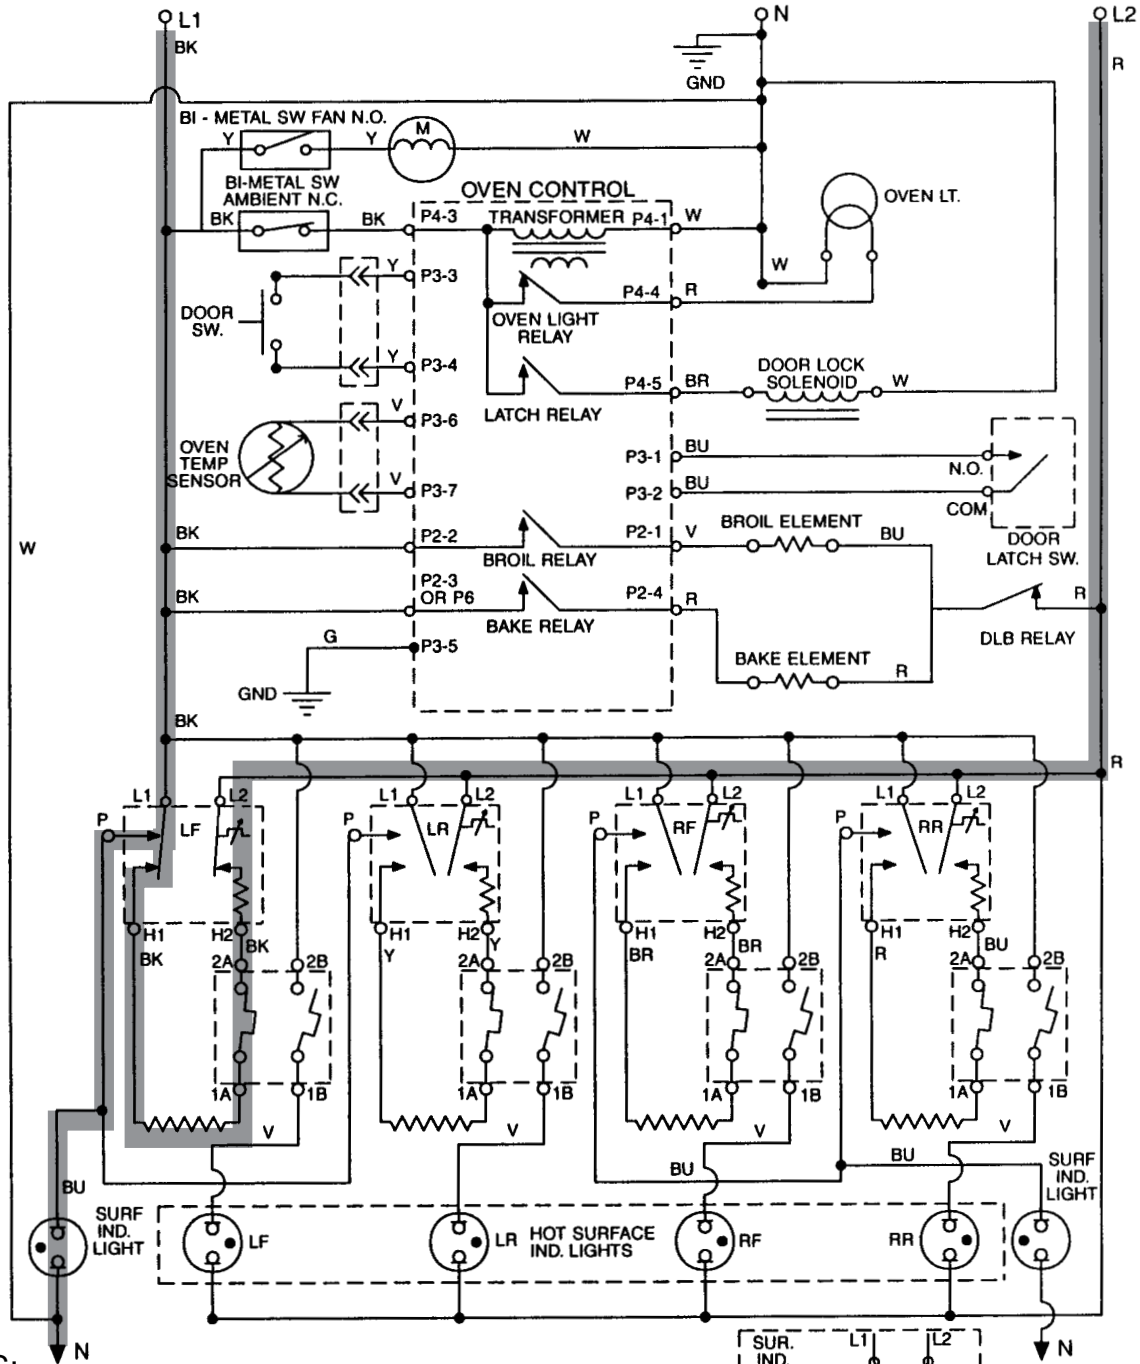 L1
N
L2
BK
R
GND
BI - METAL SW FAN N.O.
Y
Y
M
W
BI-METAL SW
AMBIENT N.C.
OVEN CONTROL
OVEN LT.
BK
BK
P4-3
TRANSFORMER
P4-1
W
W
Y
P3-3
P4-4
R
DOOR
SW.
OVEN LIGHT
RELAY
Y
P3-4
DOOR LOCK
SOLENOID
P4-5
BR
W
LATCH RELAY
V
P3-6
OVEN
TEMP
SENSOR
P3-1
BU
N.O.
V
P3-7
P3-2
BU
COM
BK
P2-2
BROIL RELAY
P2-1
V
BROIL ELEMENT
BU
DOOR
LATCH SW.
W
P2-3
OR P6
BK
BAKE RELAY
P2-4
R
R
DLB RELAY
G
P3-5
BAKE ELEMENT
R
GND
BK
R
L1
L2
L1
L2
L1
L2
L1
L2
P
LF
P
LR
P
RF
P
RR
H1
H2
H1
H2
H1
H2
H1
H2
BK
BK
Y
Y
BR
BR
R
BU
2A
2B
2A
2B
2A
2B
2A
2B
1A
1B
1A
1B
1A
1B
1A
1B
V
V
V
V
BU
BU
BU
SURF
IND.
LIGHT
SURF
IND.
LIGHT
LF
LR
HOT SURFACE
IND. LIGHTS
RF
RR
N
N
SUR.
IND.
L1
L2